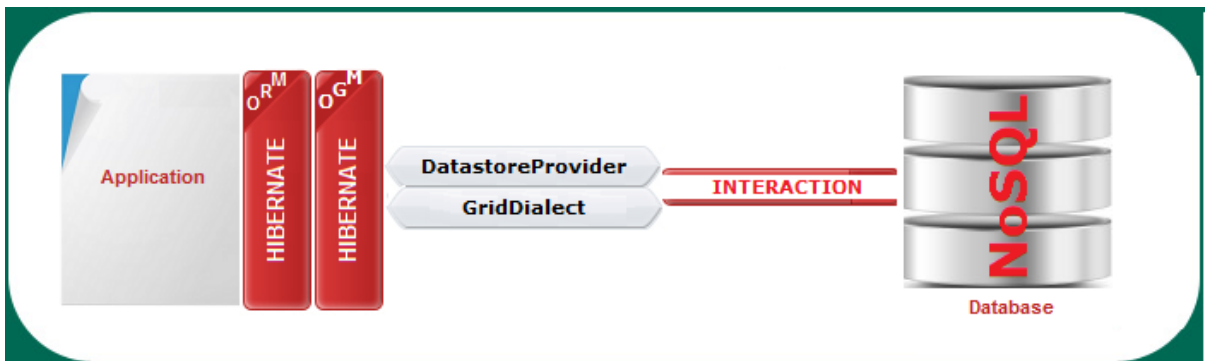 Application
ORM
HIBERNATE
OGM
HIBERNATE
DatastoreProvider
GridDialect
INTERACTION
NoSQL
Database